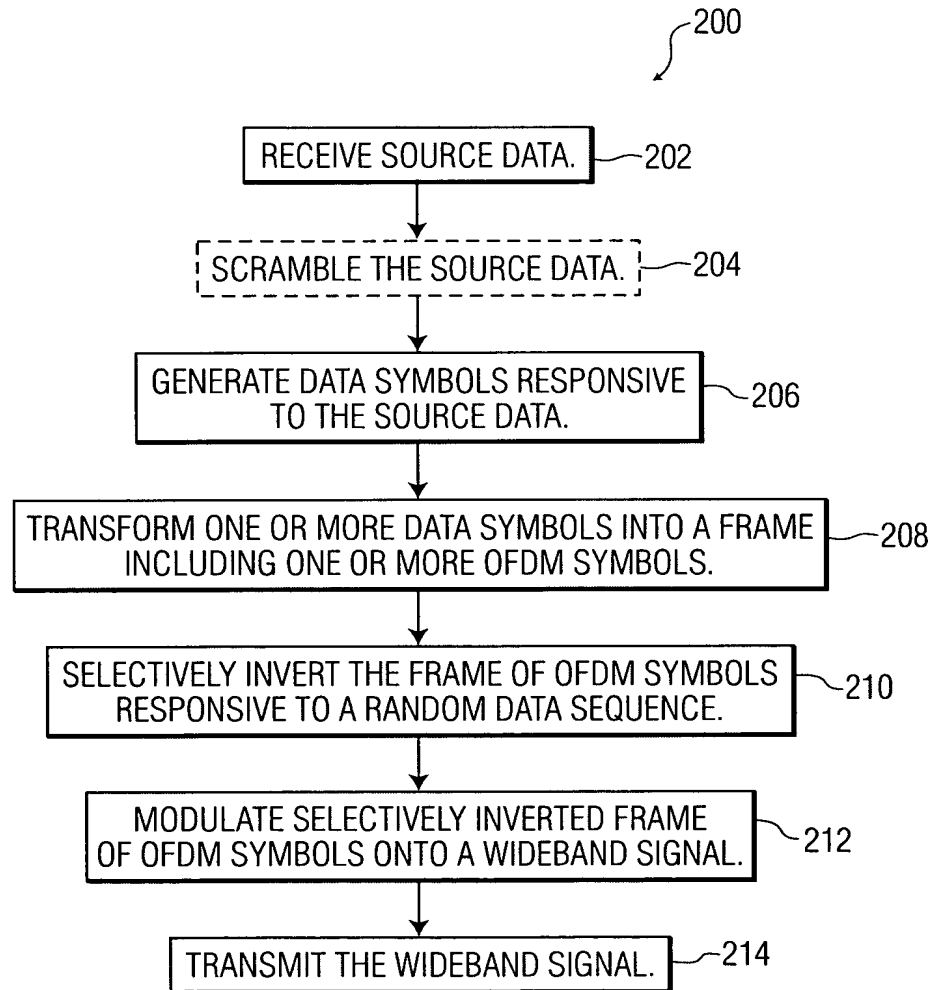 200
RECEIVE SOURCE DATA.
202
SCRAMBLE THE SOURCE DATA.
204
GENERATE DATA SYMBOLS RESPONSIVE
TO THE SOURCE DATA.
206
TRANSFORM ONE OR MORE DATA SYMBOLS INTO A FRAME
INCLUDING ONE OR MORE OFDM SYMBOLS.
208
SELECTIVELY INVERT THE FRAME OF OFDM SYMBOLS
RESPONSIVE TO A RANDOM DATA SEQUENCE.
210
MODULATE SELECTIVELY INVERTED FRAME
OF OFDM SYMBOLS ONTO A WIDEBAND SIGNAL.
212
TRANSMIT THE WIDEBAND SIGNAL.
214